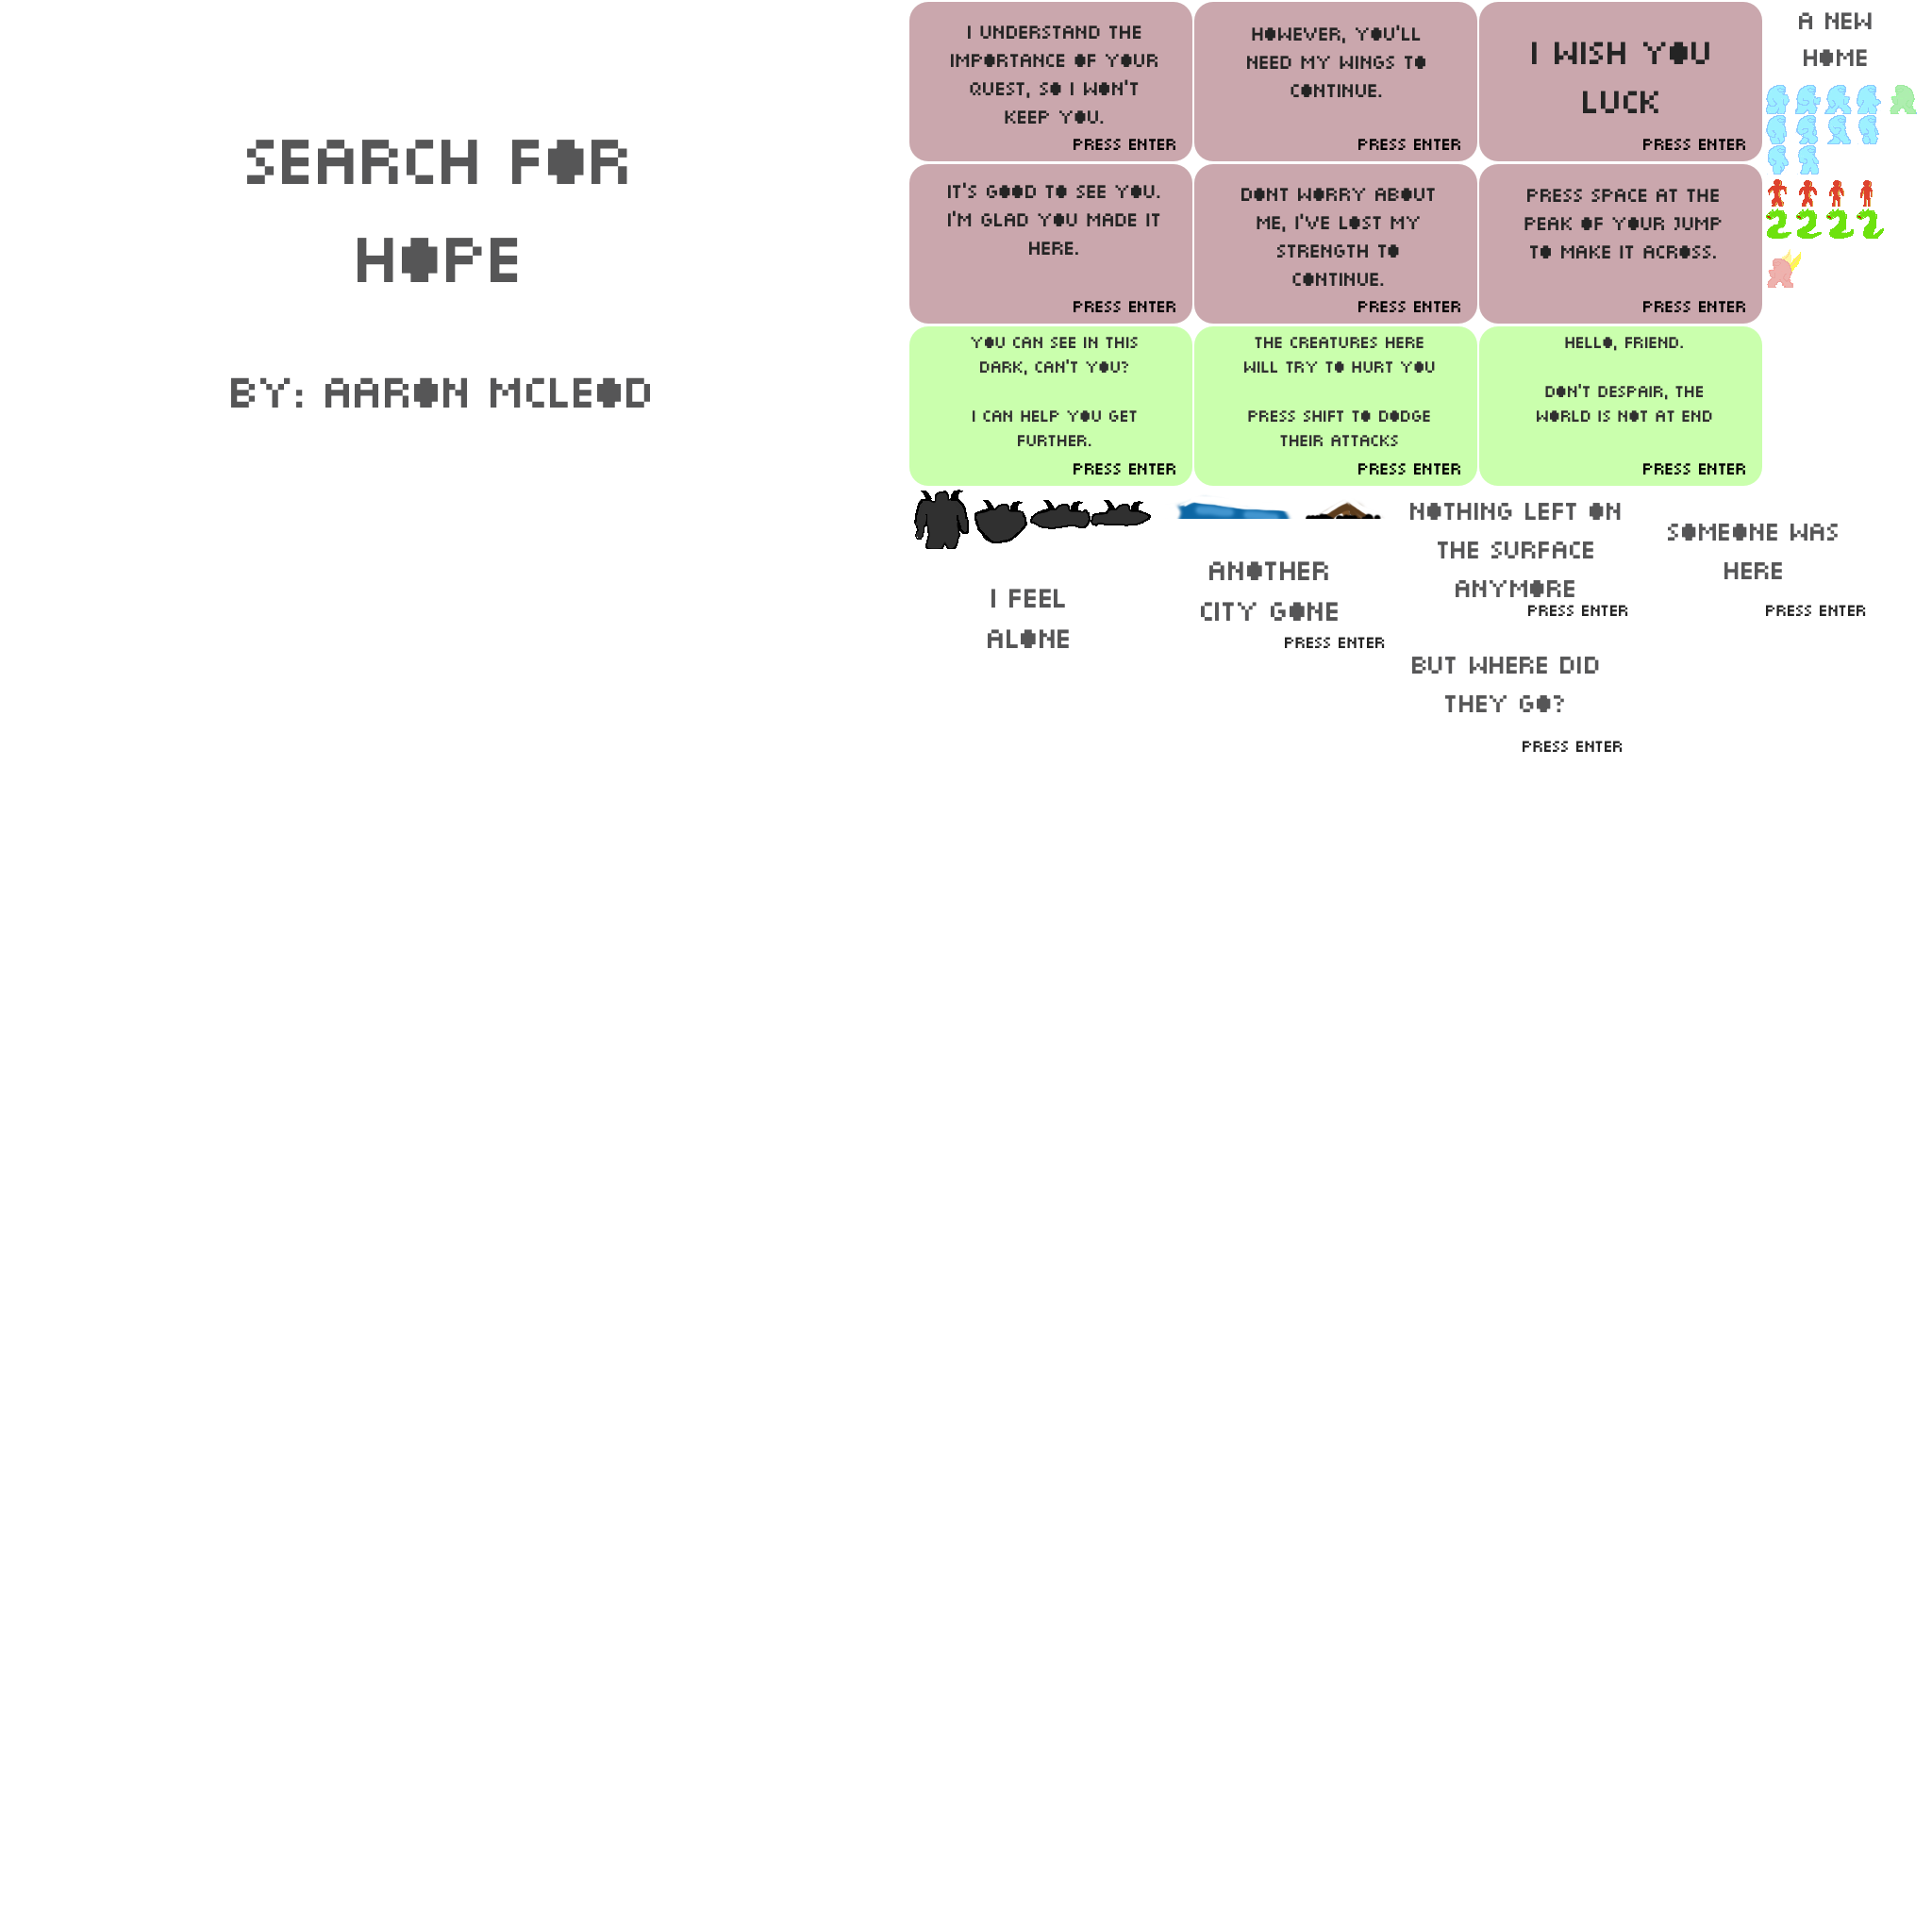 SEARCH FOR
HOPE
BY: AARON MCLEOD
I UNDERSTAND THE
IMPORTANCE OF YOUR
QUEST, SO I WON'T
KEEP YOU.
PRESS ENTER
HOWEVER, YOU'LL
NEED MY WINGS TO
CONTINUE.
PRESS ENTER
I WISH YOU
LUCK
PRESS ENTER
A NEW
HOME
IT'S GOOD TO SEE YOU.
I'M GLAD YOU MADE IT
HERE.
PRESS ENTER
DONT WORRY ABOUT
ME, I'VE LOST MY
STRENGTH TO
CONTINUE.
PRESS ENTER
PRESS SPACE AT THE
PEAK OF YOUR JUMP
TO MAKE IT ACROSS.
PRESS ENTER
YOU CAN SEE IN THIS
DARK, CAN'T YOU?
I CAN HELP YOU GET
FURTHER.
PRESS ENTER
THE CREATURES HERE
WILL TRY TO HURT YOU
PRESS SHIFT TO DODGE
THEIR ATTACKS
PRESS ENTER
HELLO, FRIEND.
DON'T DESPAIR, THE
WORLD IS NOT AT END
PRESS ENTER
I FEEL
ALONE
ANOTHER
CITY GONE
PRESS ENTER
NOTHING LEFT ON
THE SURFACE
ANYMORE
PRESS ENTER
SOMEONE WAS
HERE
PRESS ENTER
BUT WHERE DID
THEY GO?
PRESS ENTER